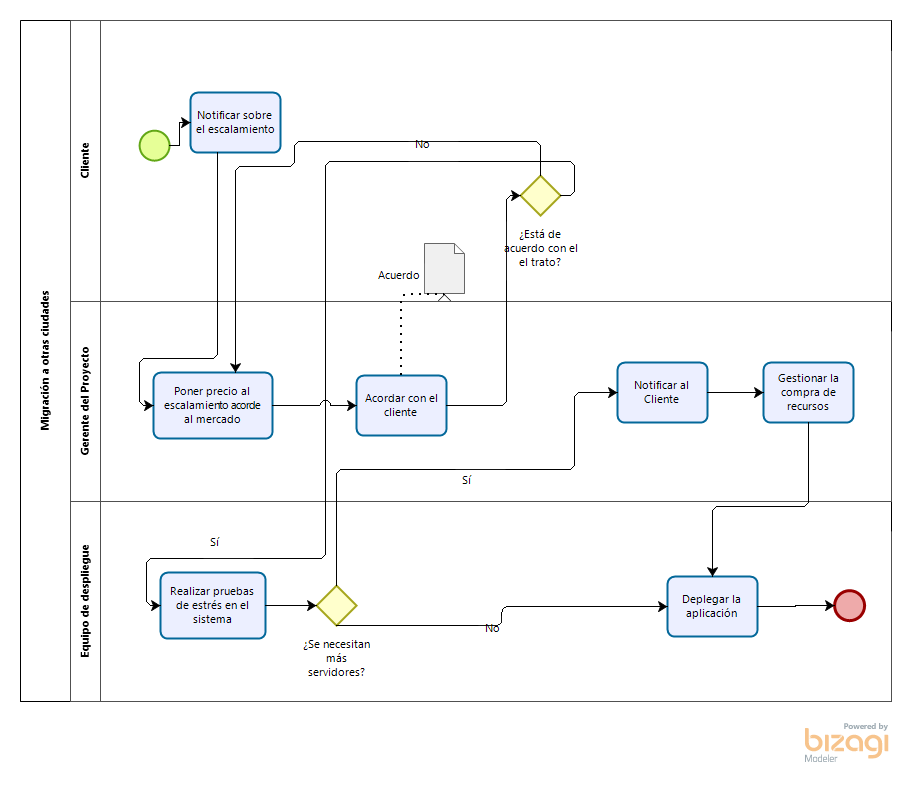 Migración a otras ciudades
Cliente
Notificar sobre
el escalamiento
No
¿Está de
acuerdo con el
el trato?
Acuerdo
Gerente del Proyecto
Poner precio al
escalamiento acorde
al mercado
Acordar con el
cliente
Notificar al
Cliente
Gestionar la
compra de
recursos
Sí
Equipo de despliegue
Sí
Realizar pruebas
de estrés en el
sistema
¿Se necesitan
más
servidores?
No
Deplegar la
aplicación
Powered by
bizagi
Modeler